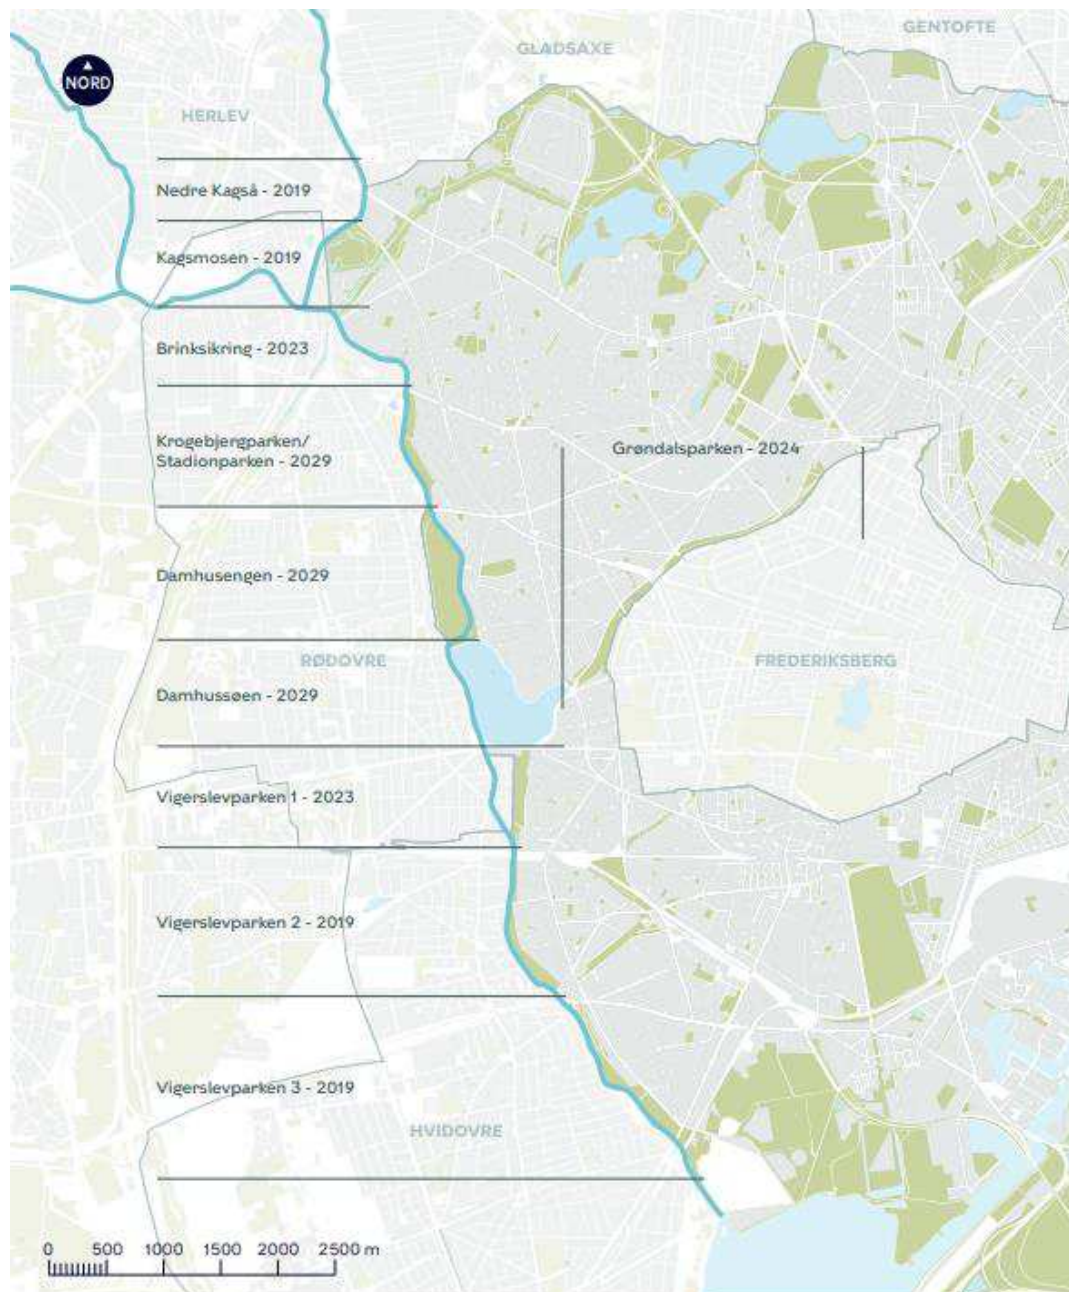 GENTOFTE
GLADSAXE
NORD
HERLEV
Nedre Kagså - 2019
Kagsmosen - 2019
Brinksikring - 2023
Krogebjergparken/
Stadionparken - 2029
Grøndalsparken - 2024
Damhusengen - 2029
RØDOVRE
FREDERIKSBERG
Damhussøen - 2029
Vigerslevparken 1 - 2023
Vigerslevparken 2 - 2019
Vigerslevparken 3 - 2019
HVIDOVRE
0 500 1000 1500 2000 2500 m